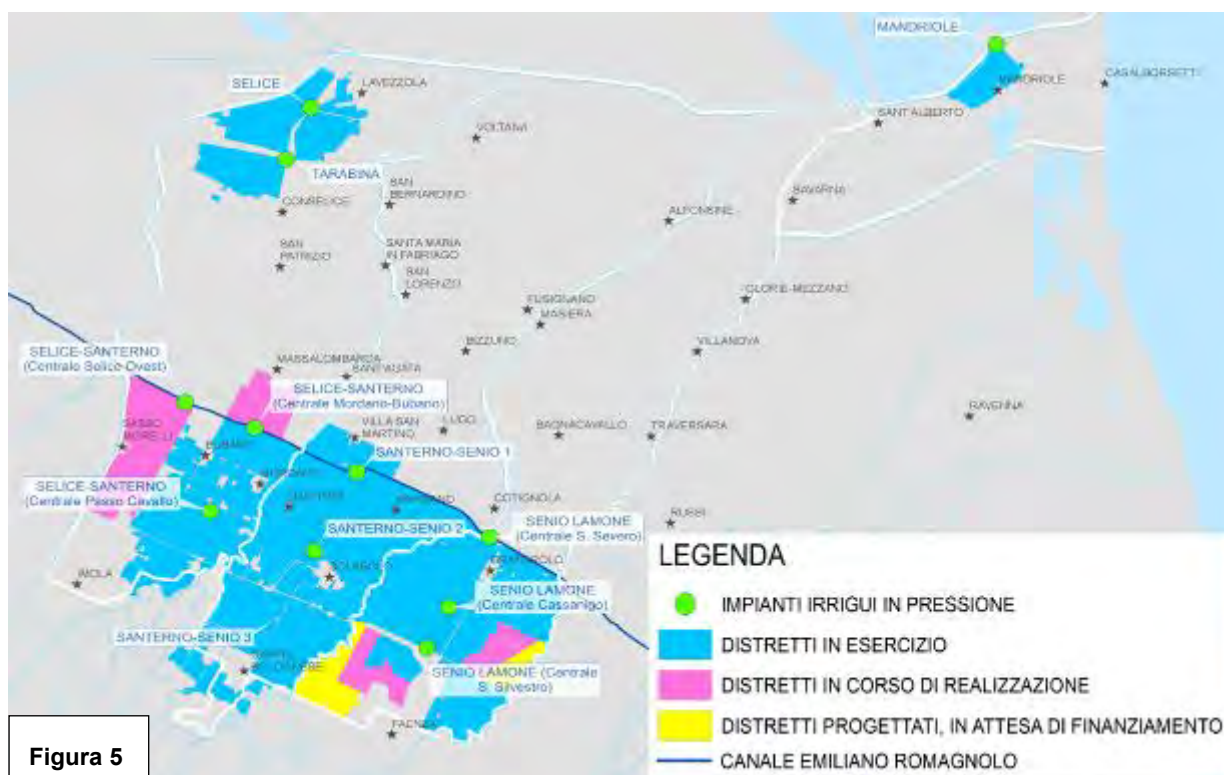 MANDRIOLE
SELICE
LAVEZZOLA
MANDRIOLE
CASALBORSETTI
SANT'ALBERTO
VOLTANA
TARABINA
SAN
BERNARDINO
CONSELICE
SAVARNA
ALFONSINE
SAN
PATRIZIO
SANTA MARIA
IN FABRIAGO
SAN
LORENZO
GLORIE-MEZZANO
FUSIGNANO
MASIERA
SELICE-SANTERNO
(Centrale Selice Ovest)
MASSALOMBARDA
SANT'AGATA
BIZZUNO
VILLANOVA
SELICE-SANTERNO
(Centrale Mordano-Bubano)
RAVENNA
SASSO
MORELLI
BUBANO
VILLA SAN
MARTINO
LUGO
BAGNACAVALLO
TRAVERSARA
SANTERNO-SENIO 1
SELICE-SANTERNO
(Centrale Passo Cavallo)
COTIGNOLA
RUSSI
SANTERNO-SENIO 2
SENIO LAMONE
(Centrale S. Severo)
IMOLA
SOLAROLO
GRANAROLO
SENIO LAMONE
(Centrale Cassanigo)
SANTERNO-SENIO 3
SENIO LAMONE (Centrale
S. Silvestro)
FAENZA
LEGENDA
IMPIANTI IRRIGUI IN PRESSIONE
DISTRETTI IN ESERCIZIO
DISTRETTI IN CORSO DI REALIZZAZIONE
DISTRETTI PROGETTATI, IN ATTESA DI FINANZIAMENTO
CANALE EMILIANO ROMAGNOLO
Figura 5